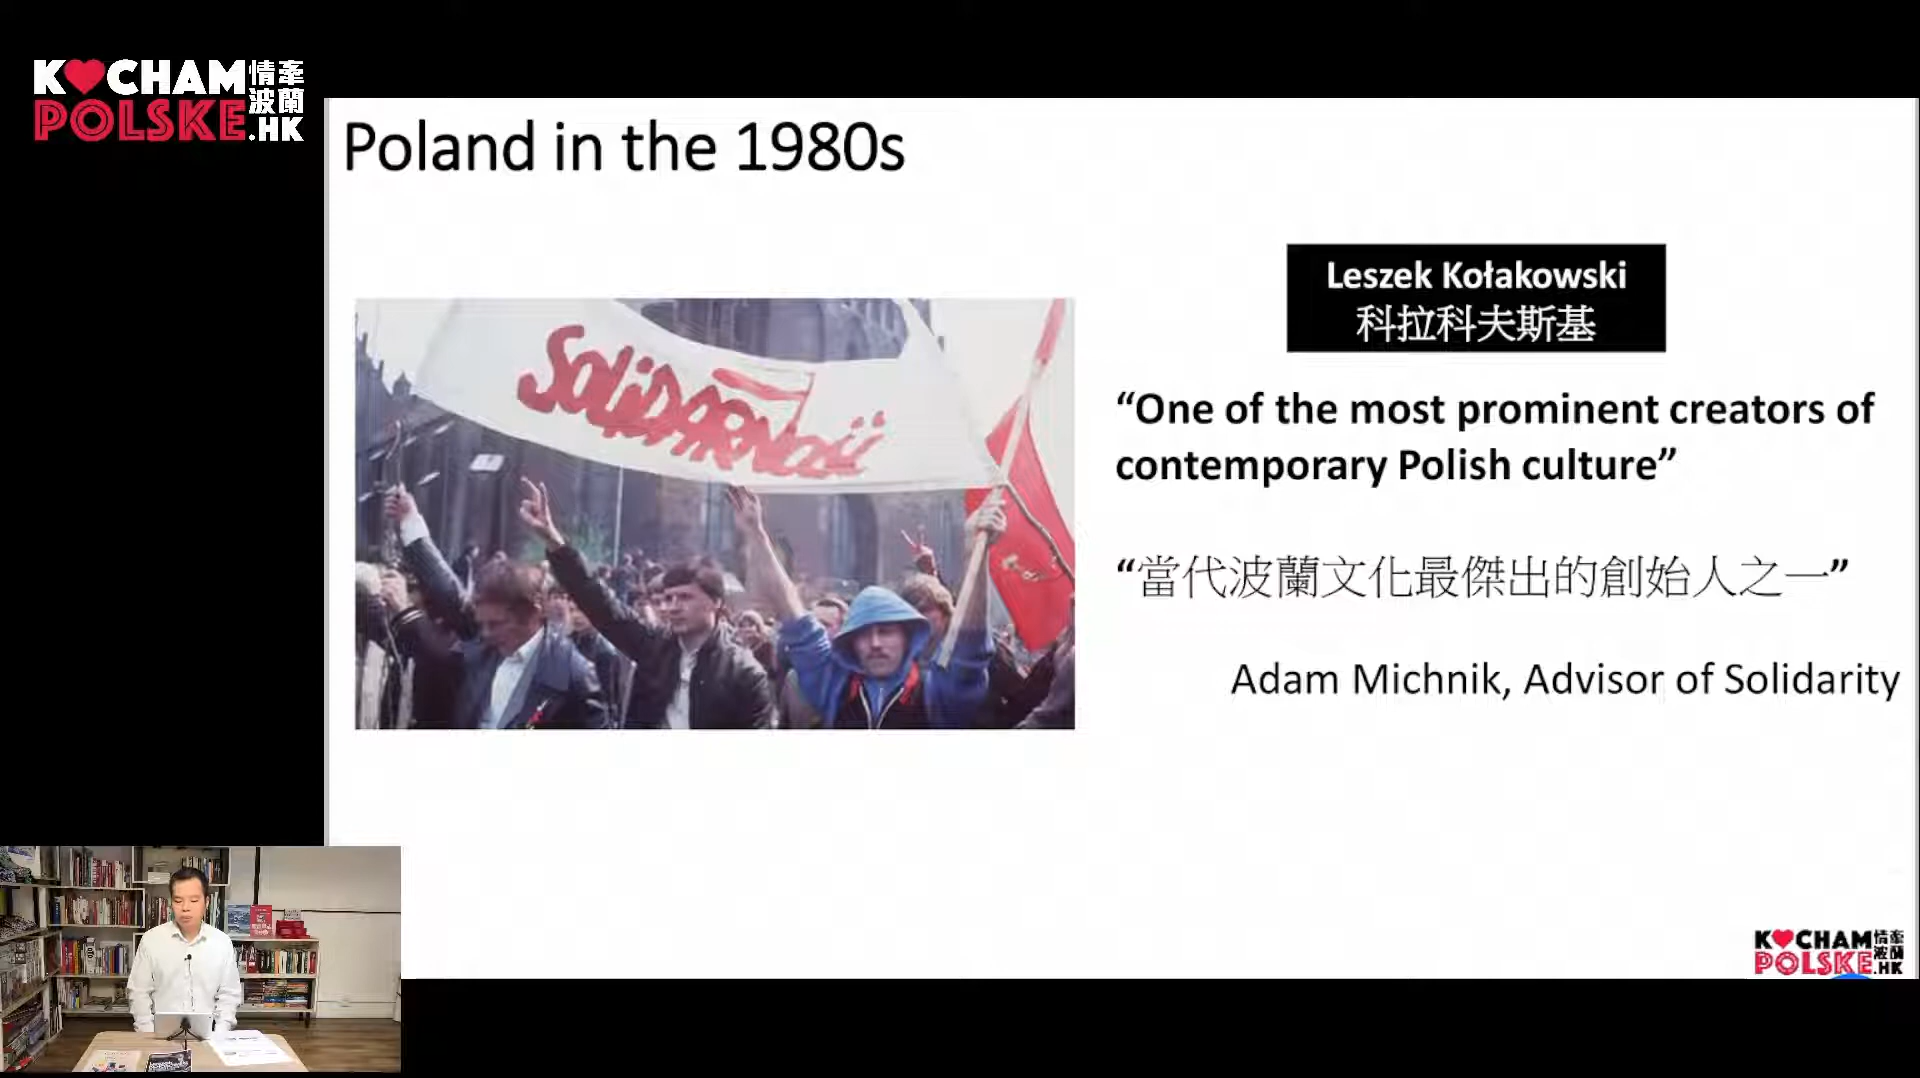 K❤CHAM 情牽
POLSKE 波蘭
.HK
Poland in the 1980s
SOLIDARNOŚĆ
Leszek Kołakowski
科拉科夫斯基
“One of the most prominent creators of
contemporary Polish culture”
“當代波蘭文化最傑出的創始人之一”
Adam Michnik, Advisor of Solidarity
K❤CHAM 情牽
POLSKE 波蘭
.HK